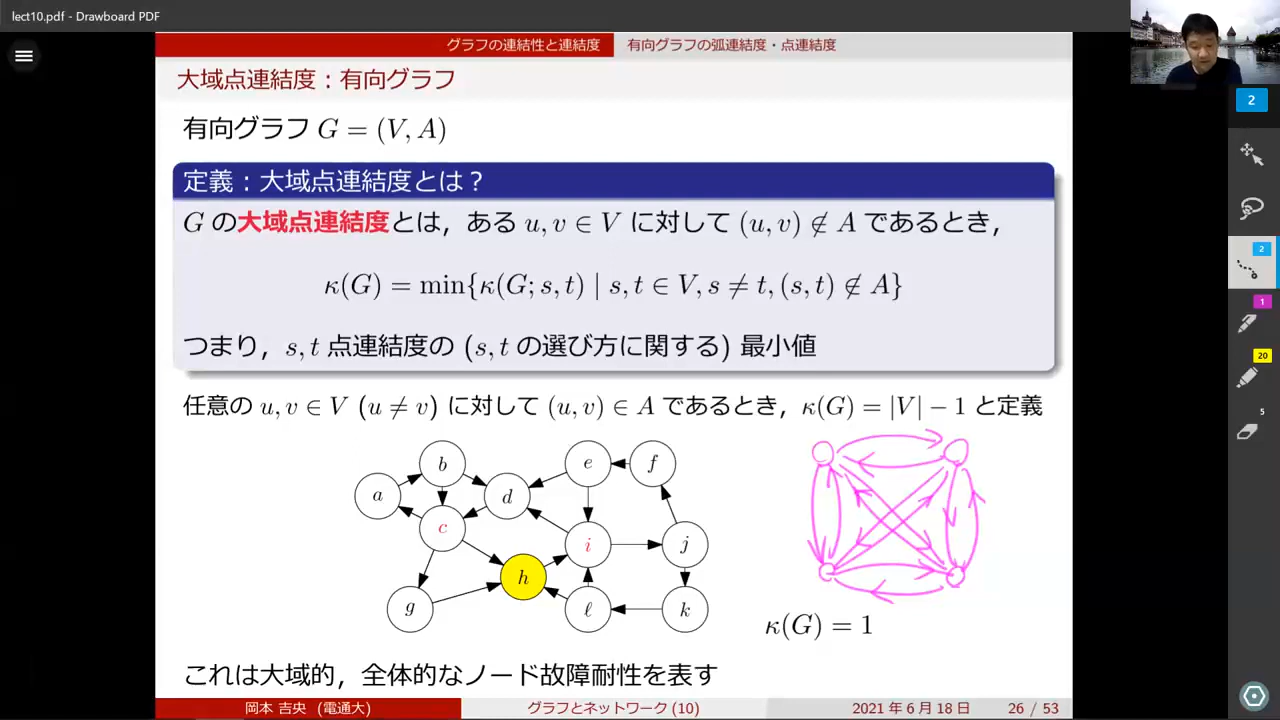 lect10.pdf - Drawboard PDF
グラフの連結性と連結度 有向グラフの弧連結度・点連結度
大域点連結度：有向グラフ
有向グラフ G = (V, A)
定義：大域点連結度とは？
G の大域点連結度とは，ある u, v ∈ V に対して (u, v) ∉ A であるとき，
κ(G) = min{κ(G; s, t) | s, t ∈ V, s ≠ t, (s, t) ∉ A}
つまり，s, t 点連結度の (s, t の選び方に関する) 最小値
任意の u, v ∈ V (u ≠ v) に対して (u, v) ∈ A であるとき，κ(G) = |V| − 1 と定義
b e f
a d
c i j
h
g ℓ k
κ(G) = 1
これは大域的，全体的なノード故障耐性を表す
岡本 吉央 (電通大) グラフとネットワーク (10) 2021 年 6 月 18 日 26 / 53
2
2
1
20
5